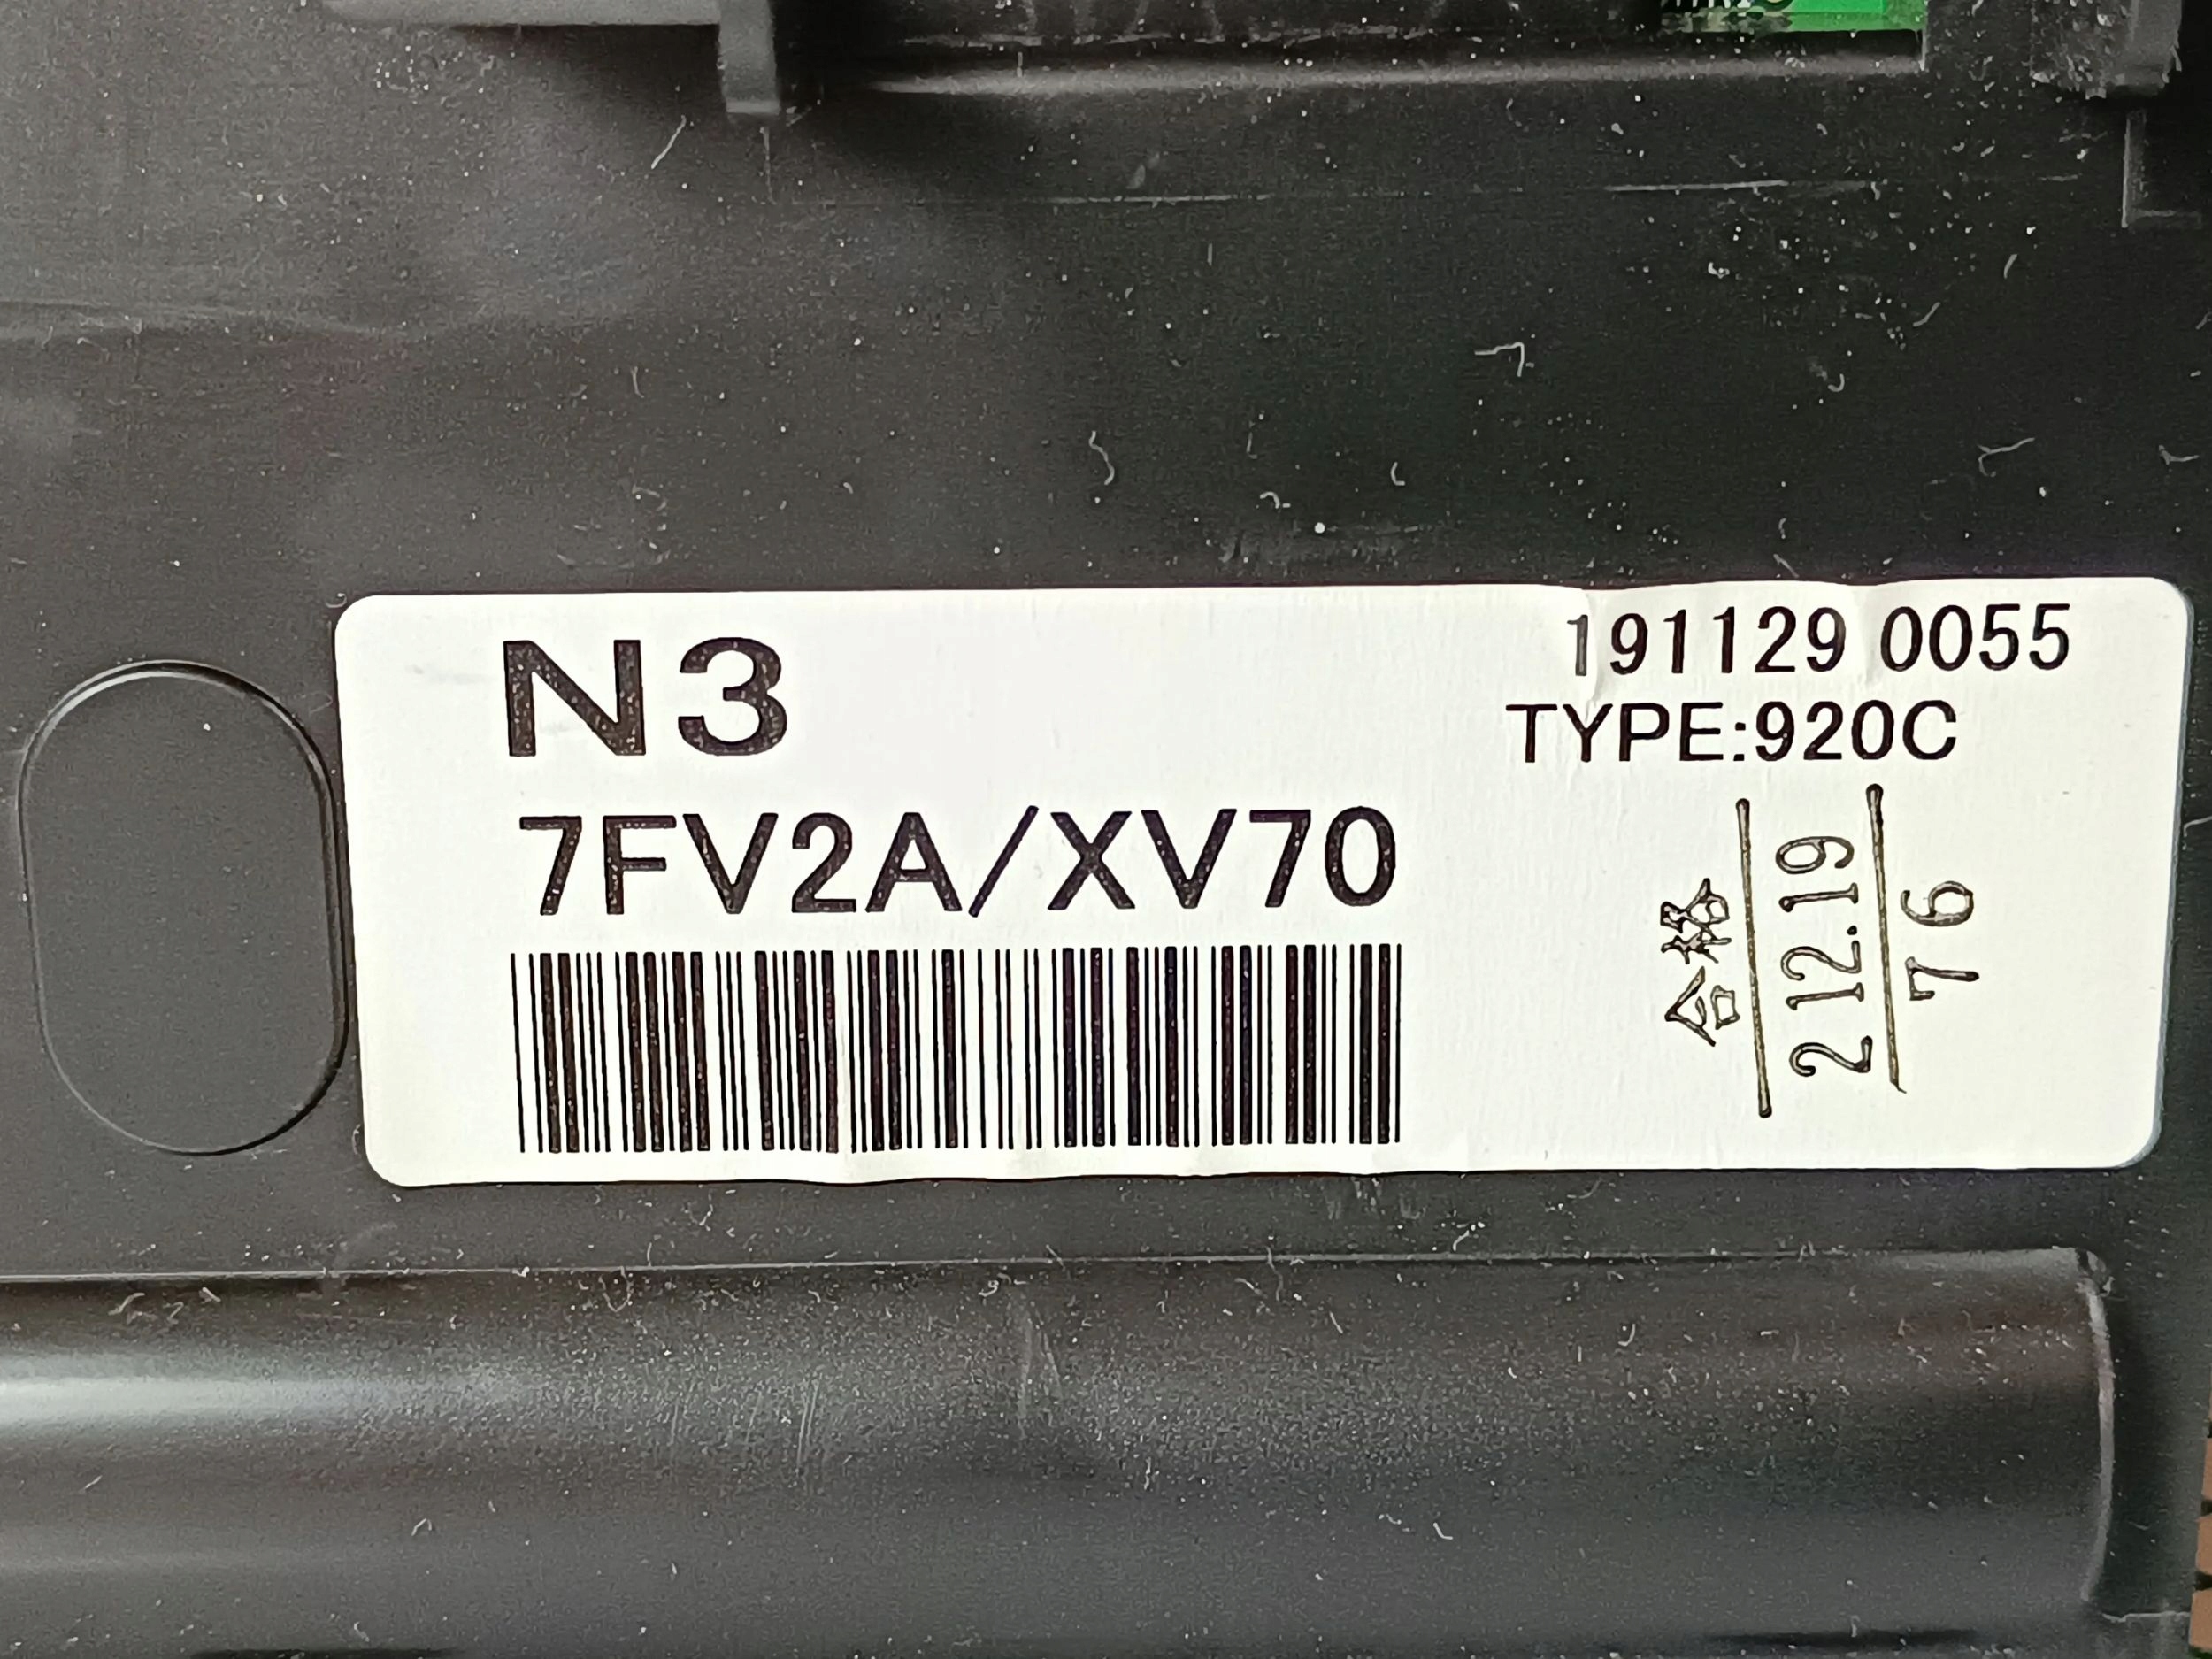 N3
191129 0055
TYPE:920C
7FV2A/XV70
合格
2 12.19
76